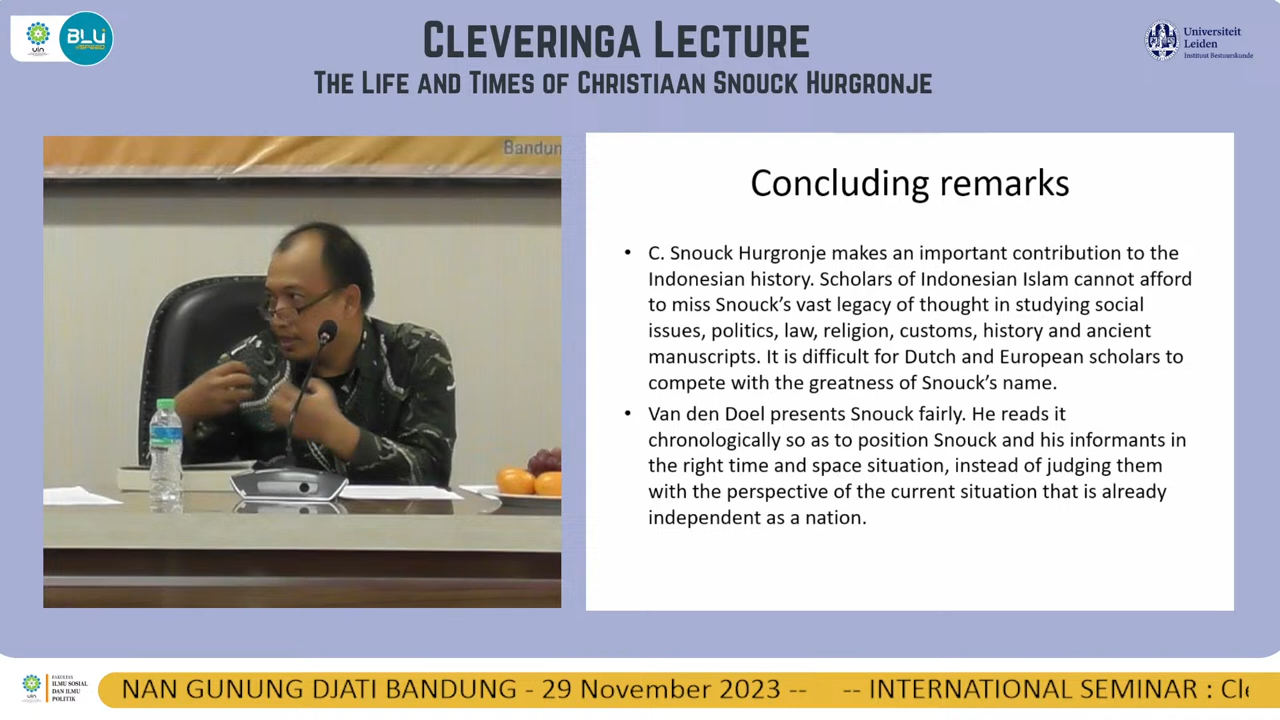 uin
BLU
SPEED
CLEVERINGA LECTURE
THE LIFE AND TIMES OF CHRISTIAAN SNOUCK HURGRONJE
Universiteit
Leiden
Instituut Bestuurskunde
Bandun
Concluding remarks
• C. Snouck Hurgronje makes an important contribution to the
Indonesian history. Scholars of Indonesian Islam cannot afford
to miss Snouck’s vast legacy of thought in studying social
issues, politics, law, religion, customs, history and ancient
manuscripts. It is difficult for Dutch and European scholars to
compete with the greatness of Snouck’s name.
• Van den Doel presents Snouck fairly. He reads it
chronologically so as to position Snouck and his informants in
the right time and space situation, instead of judging them
with the perspective of the current situation that is already
independent as a nation.
uin
FAKULTAS
ILMU SOSIAL
DAN ILMU
POLITIK
NAN GUNUNG DJATI BANDUNG - 29 November 2023 -- -- INTERNATIONAL SEMINAR : Cle